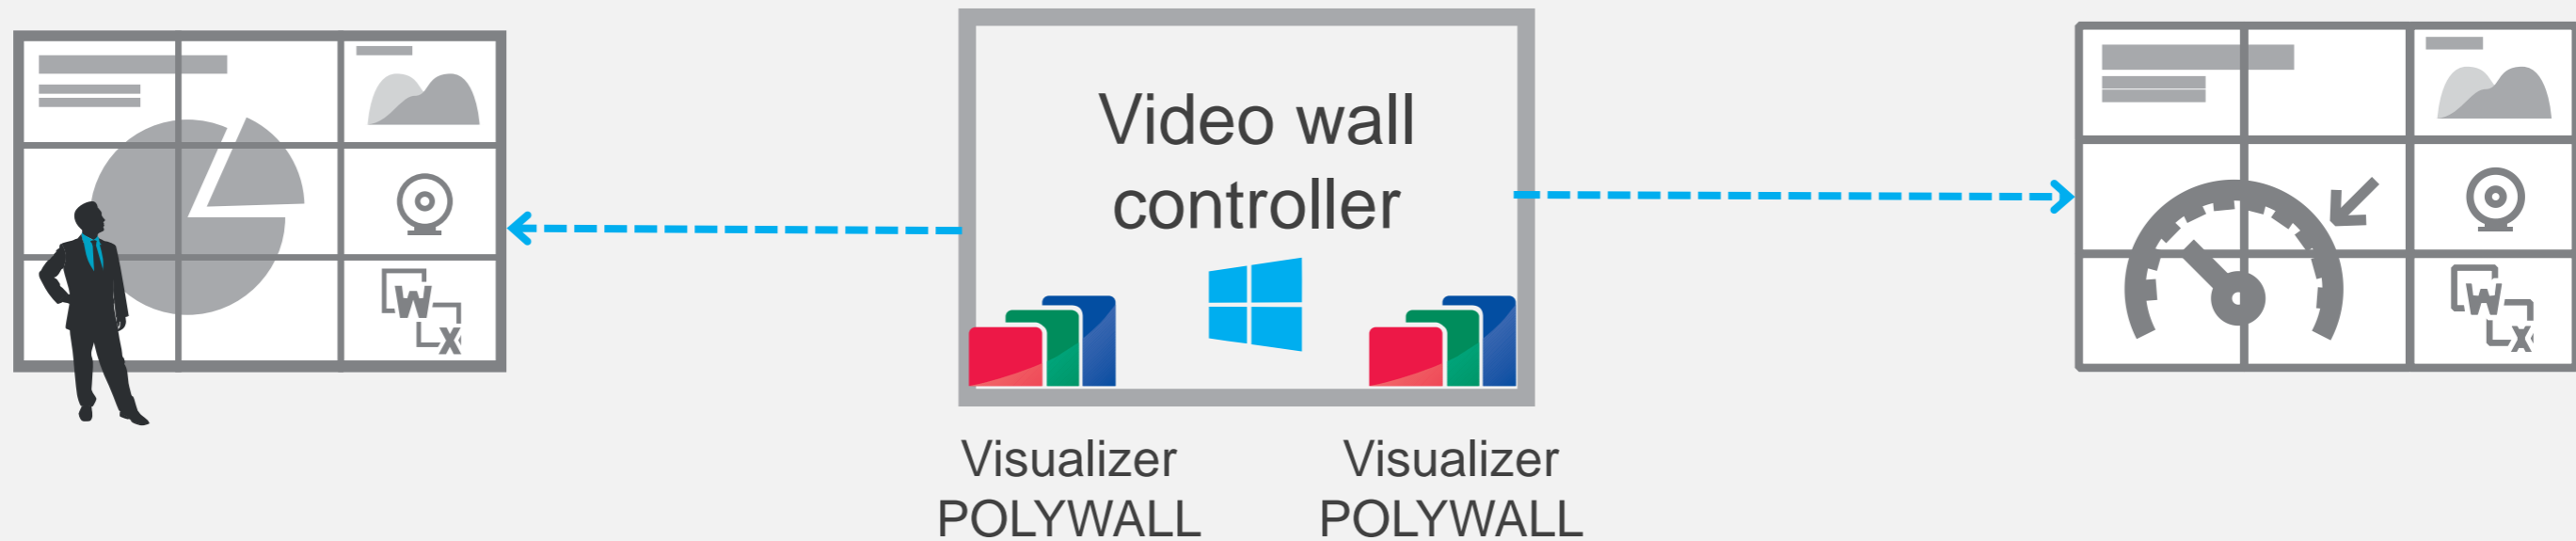 Video wall
controller
W
X
W
X
Visualizer
POLYWALL
Visualizer
POLYWALL